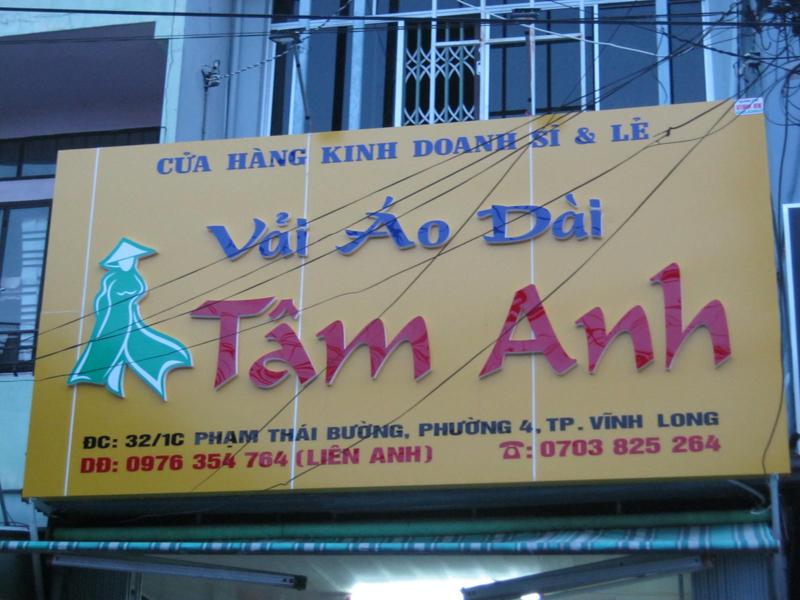 CỬA HÀNG KINH DOANH SỈ & LẺ
Vải Áo Dài
Tâm Anh
ĐC: 32/1C PHẠM THÁI BƯỜNG, PHƯỜNG 4, TP. VĨNH LONG
DĐ: 0976 354 764 (LIÊN ANH) ☎: 0703 825 264